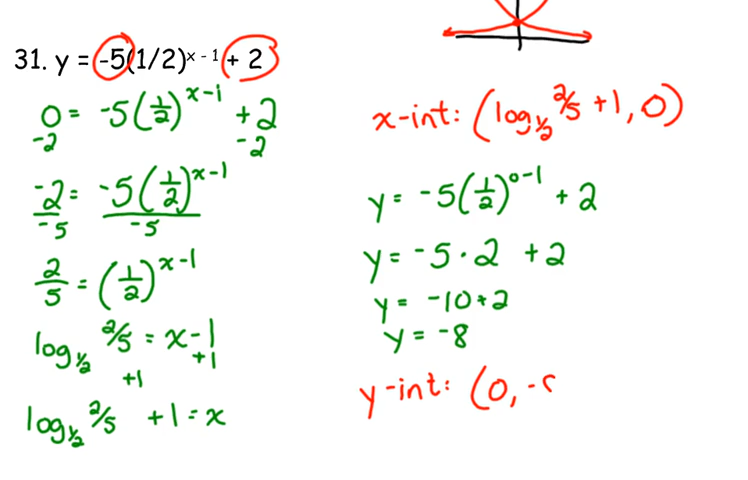 31. y = -5(1/2)ˣ ⁻ ¹ + 2
0 = -5(1/2)ˣ⁻¹ + 2
-2 -2
-2 = -5(1/2)ˣ⁻¹
-5 -5
2/5 = (1/2)ˣ⁻¹
log½ 2/5 = x-1
+1 +1
log½ 2/5 +1 = x
x-int: (log½ 2/5 +1, 0)
y = -5(1/2)⁰⁻¹ + 2
y = -5 · 2 + 2
y = -10+2
y = -8
y-int: (0, -